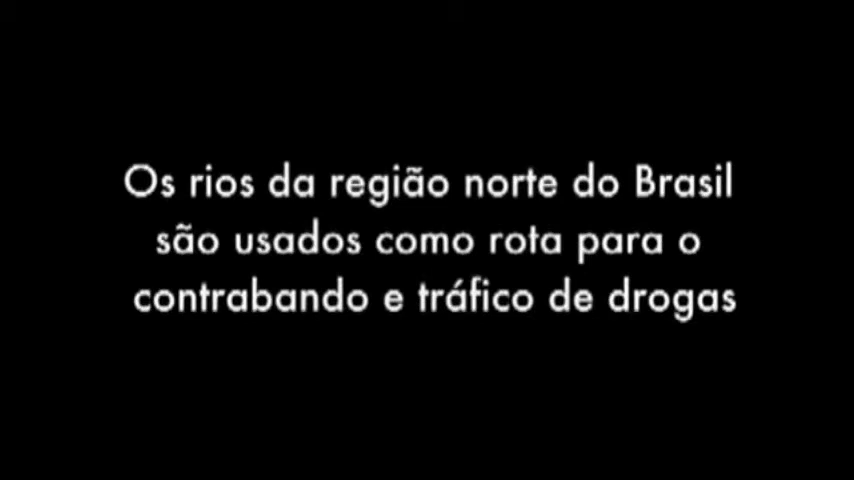 Os rios da região norte do Brasil
são usados como rota para o
contrabando e tráfico de drogas